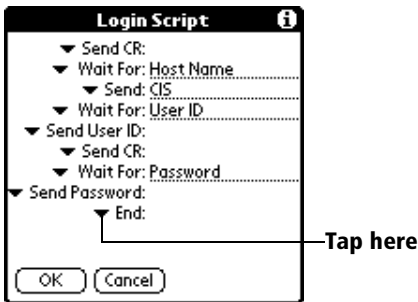 Login Script i
Send CR:
Wait For: Host Name
Send: CIS
Wait For: User ID
Send User ID:
Send CR:
Wait For: Password
Send Password:
End:
Tap here
OK Cancel